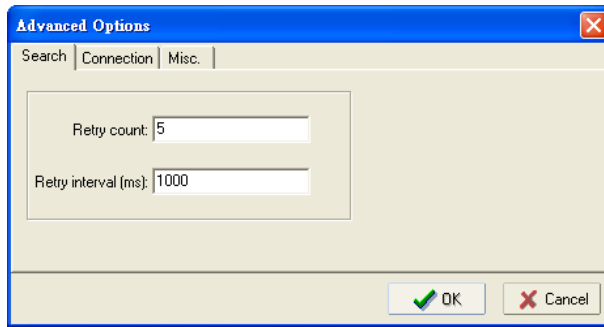 Advanced Options
Search Connection Misc.
Retry count: 5
Retry interval (ms): 1000
OK Cancel